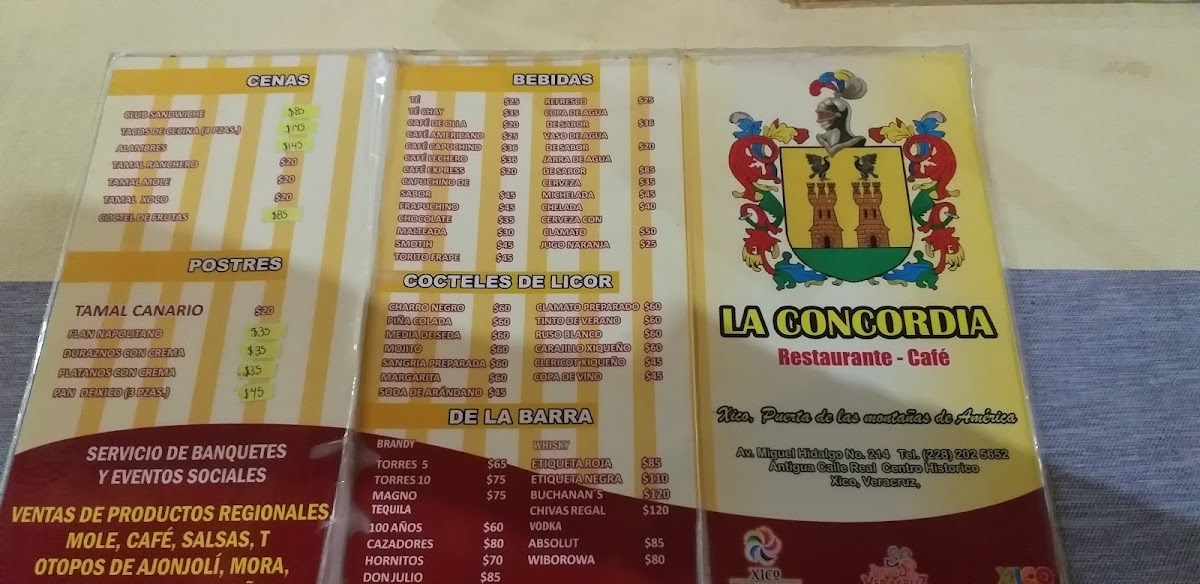 CENAS
CLUB SANDWICHE $85
TACOS DE CECINA (4 PZAS.) $145
ALAMBRES $145
TAMAL RANCHERO $20
TAMAL MOLE $20
TAMAL XOCO $20
COCTEL DE FRUTAS $85
POSTRES
TAMAL CANARIO $20
FLAN NAPOLITANO $35
DURAZNOS CON CREMA $35
PLATANOS CON CREMA $35
PAN DE XICO (3 PZAS.) $45
SERVICIO DE BANQUETES
Y EVENTOS SOCIALES
VENTAS DE PRODUCTOS REGIONALES
MOLE, CAFÉ, SALSAS, T
OTOPOS DE AJONJOLÍ, MORA,
BEBIDAS
TÉ $25
TÉ CHAY $35
CAFÉ DE OLLA $20
CAFÉ AMERICANO $25
CAFÉ CAPUCHINO $36
CAFÉ LECHERO $36
CAFÉ EXPRESS $20
CAPUCHINO DE
SABOR $45
FRAPUCHINO $45
CHOCOLATE $35
MALTEADA $30
SMOTIH $45
TORITO FRAPE $45
REFRESCO $25
COPA DE AGUA
DE SABOR $36
VASO DE AGUA
DE SABOR $20
JARRA DE AGUA
DE SABOR $85
CERVEZA $35
MICHELADA $45
CHELADA $40
CERVEZA CON
CLAMATO $50
JUGO NARANJA $25
COCTELES DE LICOR
CHARRO NEGRO $60
PIÑA COLADA $60
MEDIA DE SEDA $60
MOJITO $60
SANGRIA PREPARADA $60
MARGARITA $60
SODA DE ARÁNDANO $45
CLAMATO PREPARADO $60
TINTO DE VERANO $60
RUSO BLANCO $60
CARAJILLO XIQUEÑO $60
CLERICOT XIQUEÑO $45
COPA DE VINO $45
DE LA BARRA
BRANDY
TORRES 5 $65
TORRES 10 $75
MAGNO $75
TEQUILA
100 AÑOS $60
CAZADORES $80
HORNITOS $70
DON JULIO $85
WHISKY
ETIQUETA ROJA $85
ETIQUETA NEGRA $110
BUCHANAN´S $120
CHIVAS REGAL $120
VODKA
ABSOLUT $85
WIBOROWA $80
LA CONCORDIA
Restaurante - Café
Xico, Puerta de las montañas de América
Av. Miguel Hidalgo No. 214 Tel. (228) 202 5652
Antigua Calle Real Centro Historico
Xico, Veracruz,
XICO
VERACRUZ
XICO